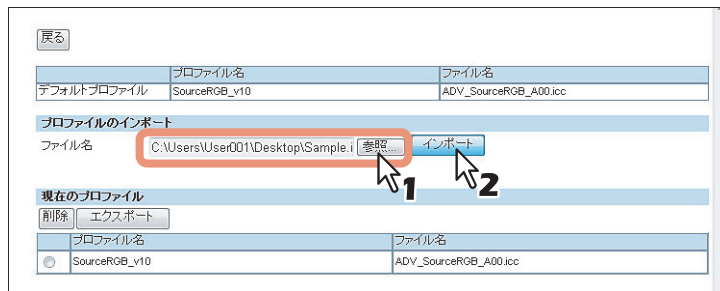 戻る
プロファイル名 ファイル名
デフォルトプロファイル SourceRGB_v10 ADV_SourceRGB_A00.icc
プロファイルのインポート
ファイル名 C:\Users\User001\Desktop\Sample.i 参照... インポート
1 2
現在のプロファイル
削除 エクスポート
プロファイル名 ファイル名
SourceRGB_v10 ADV_SourceRGB_A00.icc